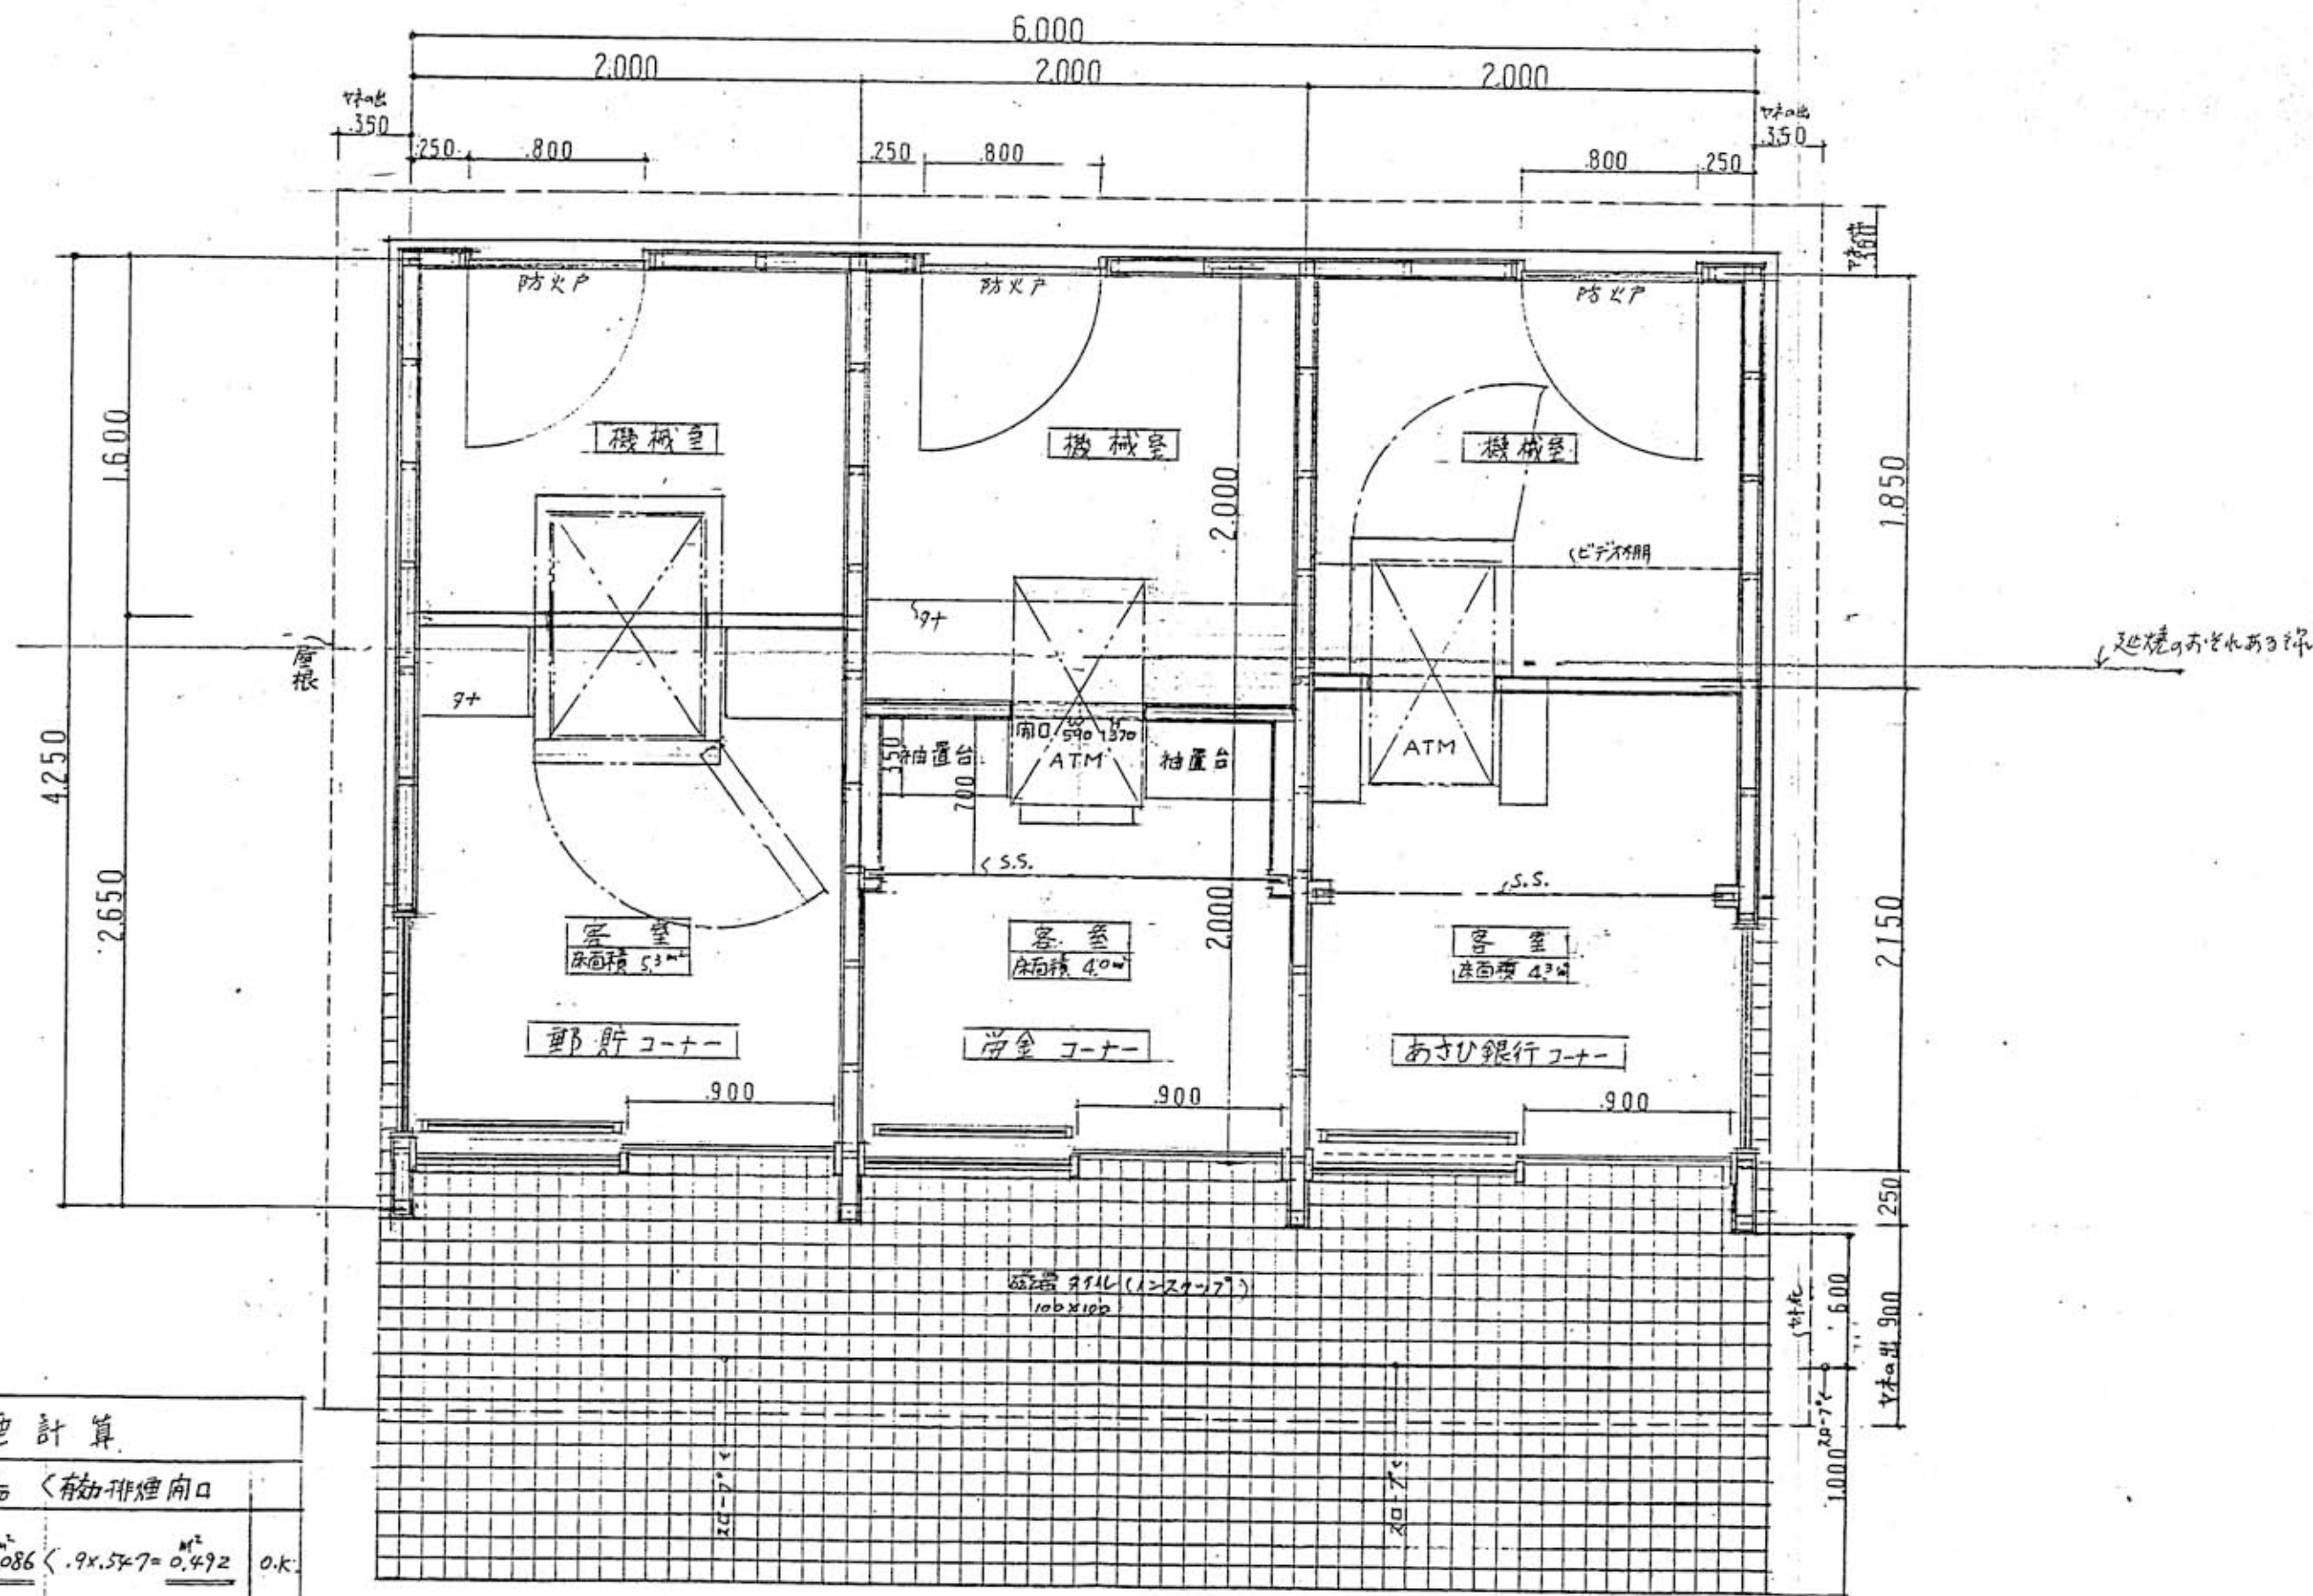 6.000
2.000 2.000 2.000
ヤネの出
.350
.250 .800
.250 .800
ヤネの出
.350
.800 .250
防火戸 防火戸 防火戸
機械室 機械室 機械室
1.600
2.000
1.850
ビデオ棚
屋根
タナ
タナ
延焼のおそれある線
4.250
2.650
開口
590 1370
袖置台
350
700
ATM
袖置台
ATM
S.S.
S.S.
2.000
2.150
客室
床面積 5.3m²
客室
床面積 4.0m²
客室
床面積 4.3m²
郵貯コーナー
労金 コーナー
あさひ銀行コーナー
.900 .900 .900
250
磁器タイル(ノンスリップ)
100x100
.600
ヤネの出 900
スロープ
1.000
スロープ
スロープ
計算
<有効排煙開口
m² m²
086 < .9x.547=0.492 O.K.